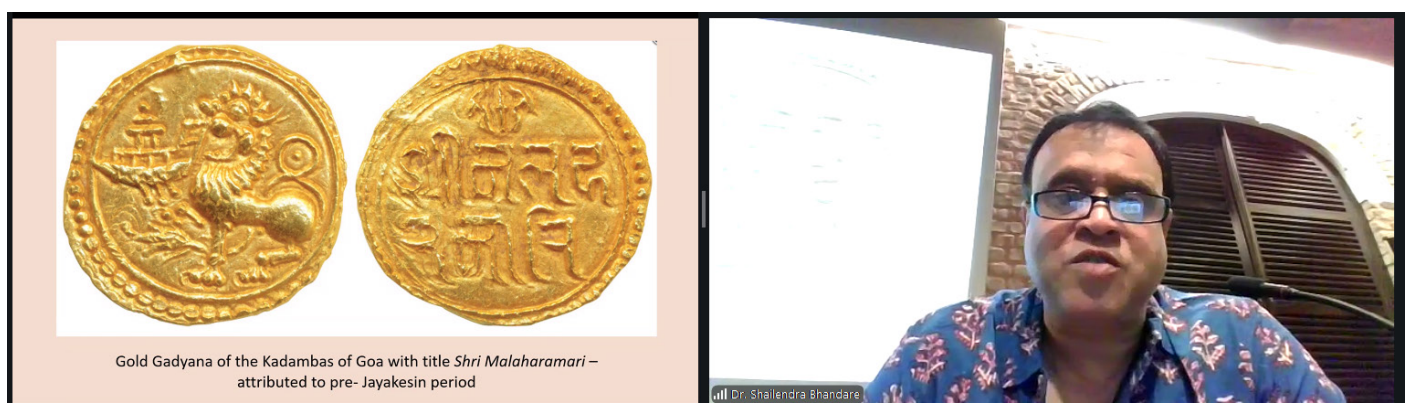 Gold Gadyana of the Kadambas of Goa with title Shri Malaharamari –
attributed to pre- Jayakesin period
Dr. Shailendra Bhandare